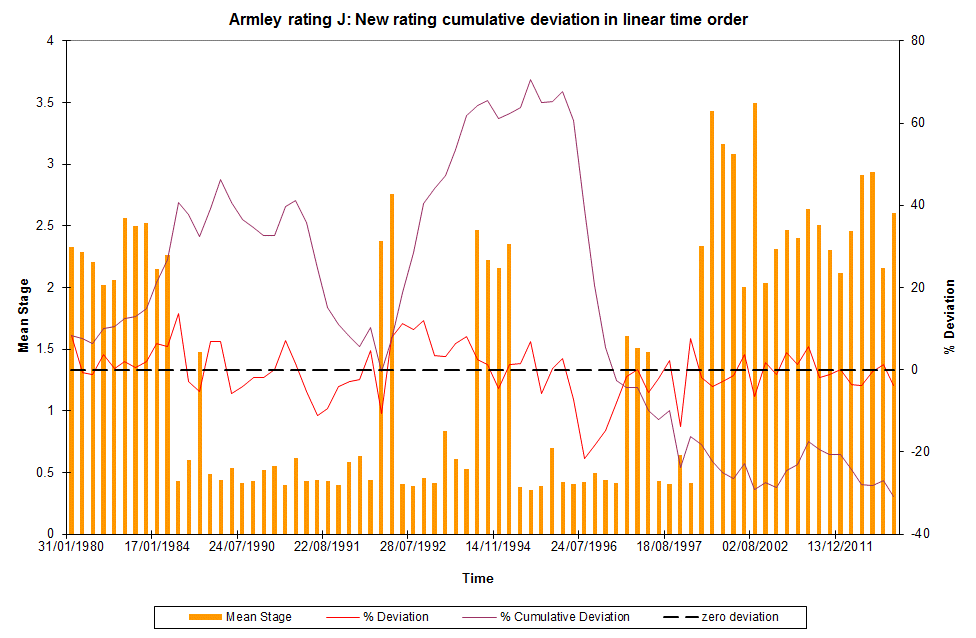 Armley rating J: New rating cumulative deviation in linear time order
4
3.5
3
2.5
2
1.5
1
0.5
0
Mean Stage
80
60
40
20
0
-20
-40
% Deviation
31/01/1980 17/01/1984 24/07/1990 22/08/1991 28/07/1992 14/11/1994 24/07/1996 18/08/1997 02/08/2002 13/12/2011
Time
Mean Stage % Deviation % Cumulative Deviation zero deviation